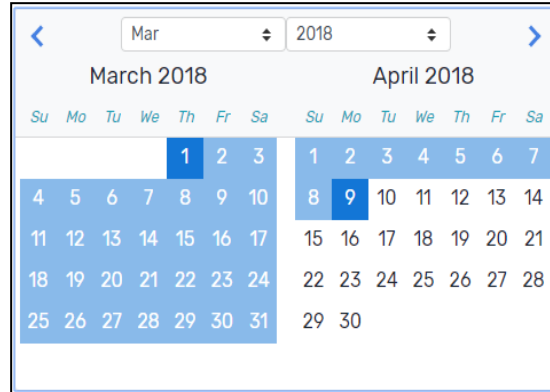 Mar 2018
March 2018
Su Mo Tu We Th Fr Sa
1 2 3
4 5 6 7 8 9 10
11 12 13 14 15 16 17
18 19 20 21 22 23 24
25 26 27 28 29 30 31
April 2018
Su Mo Tu We Th Fr Sa
1 2 3 4 5 6 7
8 9 10 11 12 13 14
15 16 17 18 19 20 21
22 23 24 25 26 27 28
29 30